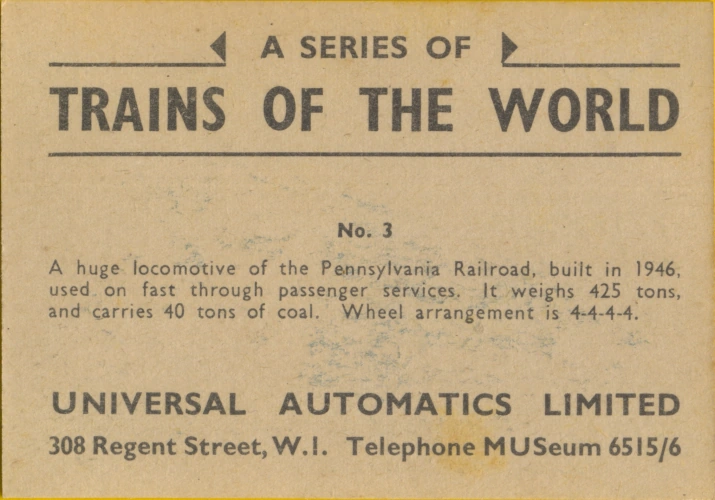 A SERIES OF
TRAINS OF THE WORLD
No. 3
A huge locomotive of the Pennsylvania Railroad, built in 1946,
used on fast through passenger services. It weighs 425 tons,
and carries 40 tons of coal. Wheel arrangement is 4-4-4-4.
UNIVERSAL AUTOMATICS LIMITED
308 Regent Street, W.I. Telephone MUSeum 6515/6